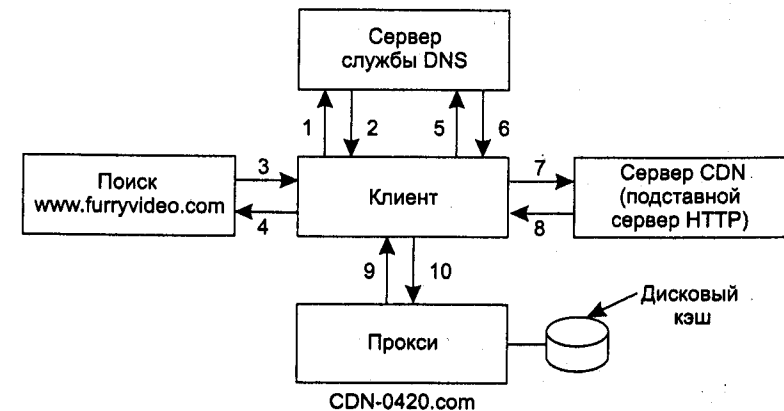 Сервер
службы DNS
1
2
5
6
Поиск
www.furryvideo.com
3
4
Клиент
7
8
Сервер CDN
(подставной
сервер HTTP)
9
10
Дисковый
кэш
Прокси
CDN-0420.com